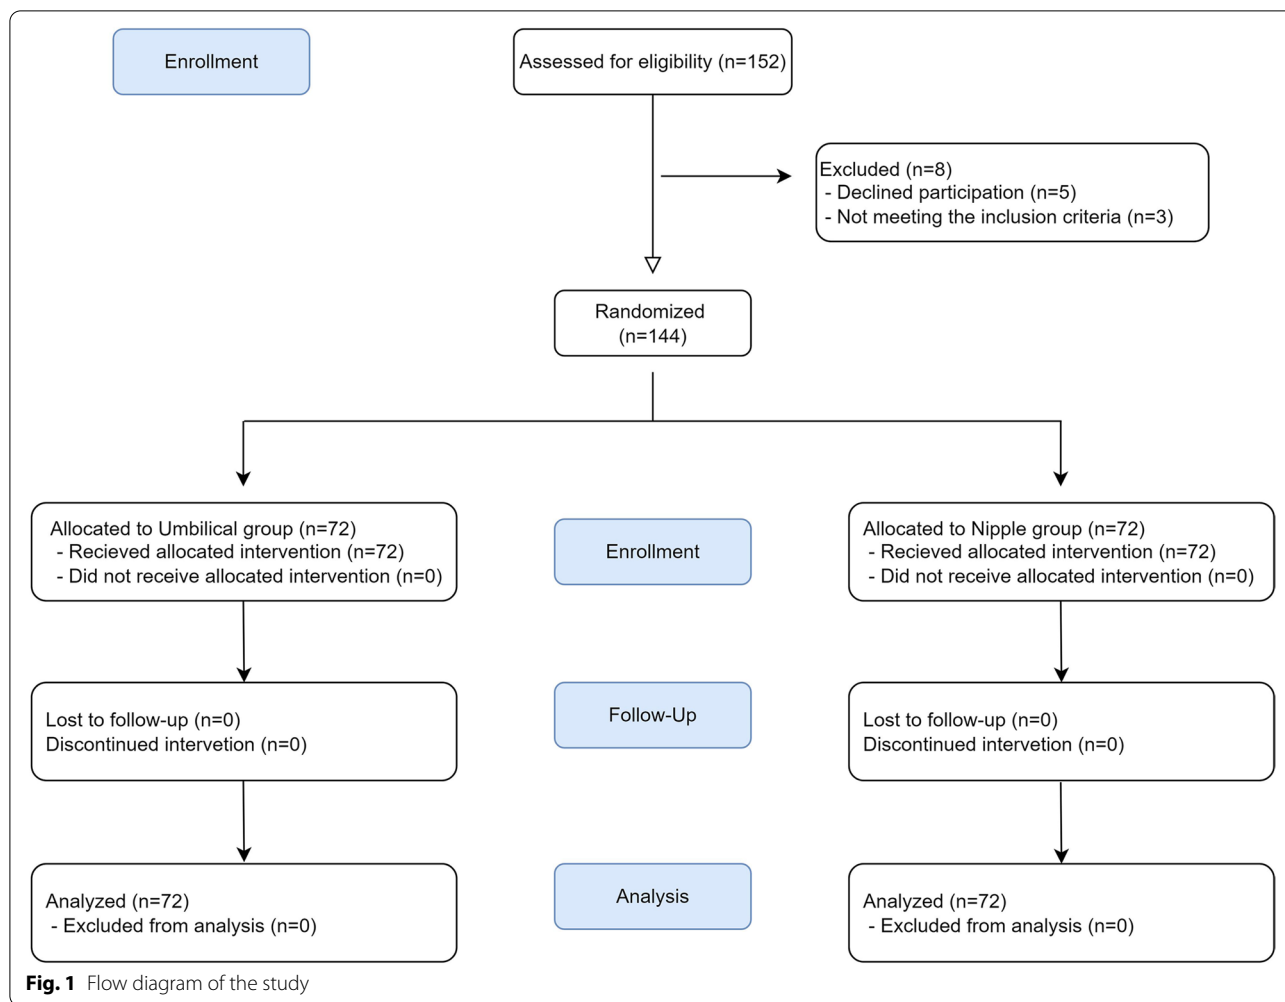 Enrollment
Assessed for eligibility (n=152)
Excluded (n=8)
- Declined participation (n=5)
- Not meeting the inclusion criteria (n=3)
Randomized
(n=144)
Allocated to Umbilical group (n=72)
- Recieved allocated intervention (n=72)
- Did not receive allocated intervention (n=0)
Enrollment
Allocated to Nipple group (n=72)
- Recieved allocated intervention (n=72)
- Did not receive allocated intervention (n=0)
Lost to follow-up (n=0)
Discontinued intervetion (n=0)
Follow-Up
Lost to follow-up (n=0)
Discontinued intervetion (n=0)
Analyzed (n=72)
- Excluded from analysis (n=0)
Analysis
Analyzed (n=72)
- Excluded from analysis (n=0)
Fig. 1 Flow diagram of the study